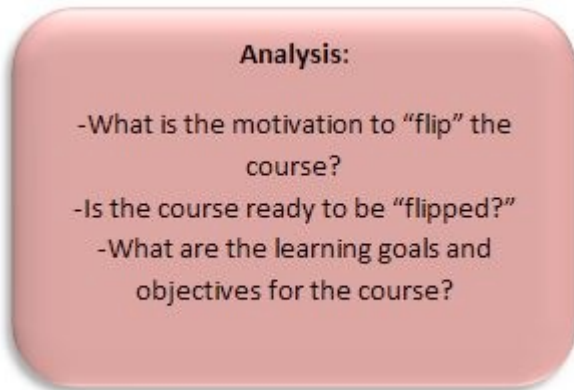 Analysis:
-What is the motivation to “flip” the
course?
-Is the course ready to be “flipped?”
-What are the learning goals and
objectives for the course?